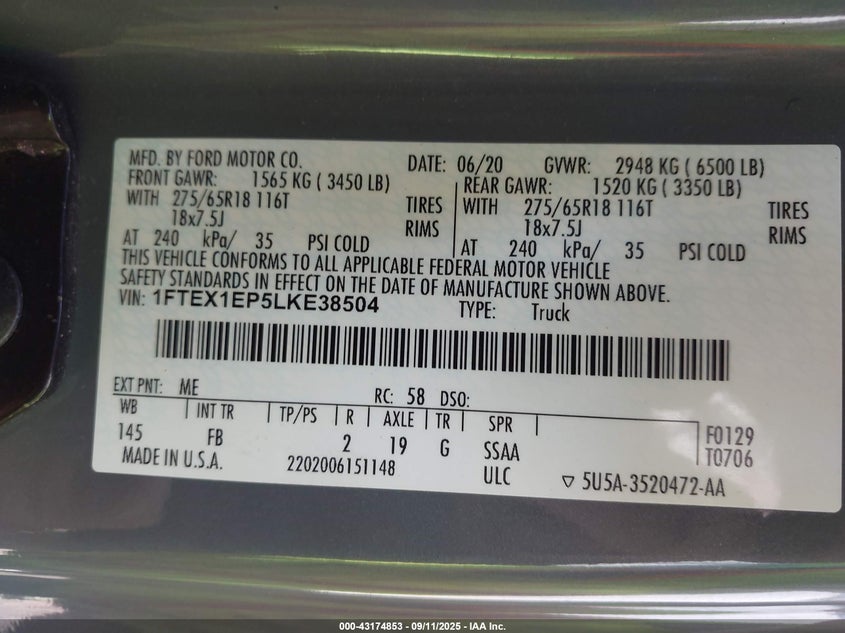 MFD. BY FORD MOTOR CO. DATE: 06/20 GVWR: 2948 KG ( 6500 LB)
FRONT GAWR: 1565 KG ( 3450 LB) REAR GAWR: 1520 KG ( 3350 LB)
WITH 275/65R18 116T TIRES WITH 275/65R18 116T TIRES
18x7.5J RIMS 18x7.5J RIMS
AT 240 kPa/ 35 PSI COLD AT 240 kPa/ 35 PSI COLD
THIS VEHICLE CONFORMS TO ALL APPLICABLE FEDERAL MOTOR VEHICLE
SAFETY STANDARDS IN EFFECT ON THE DATE OF MANUFACTURE SHOWN ABOVE.
VIN: 1FTEX1EP5LKE38504 TYPE: Truck
EXT PNT: ME RC: 58 DSO:
WB INT TR TP/PS R AXLE TR SPR F0129
145 FB 2 19 G SSAA T0706
MADE IN U.S.A. 2202006151148 ULC ▽ 5U5A-3520472-AA
000-43174853 - 09/11/2025 - IAA Inc.